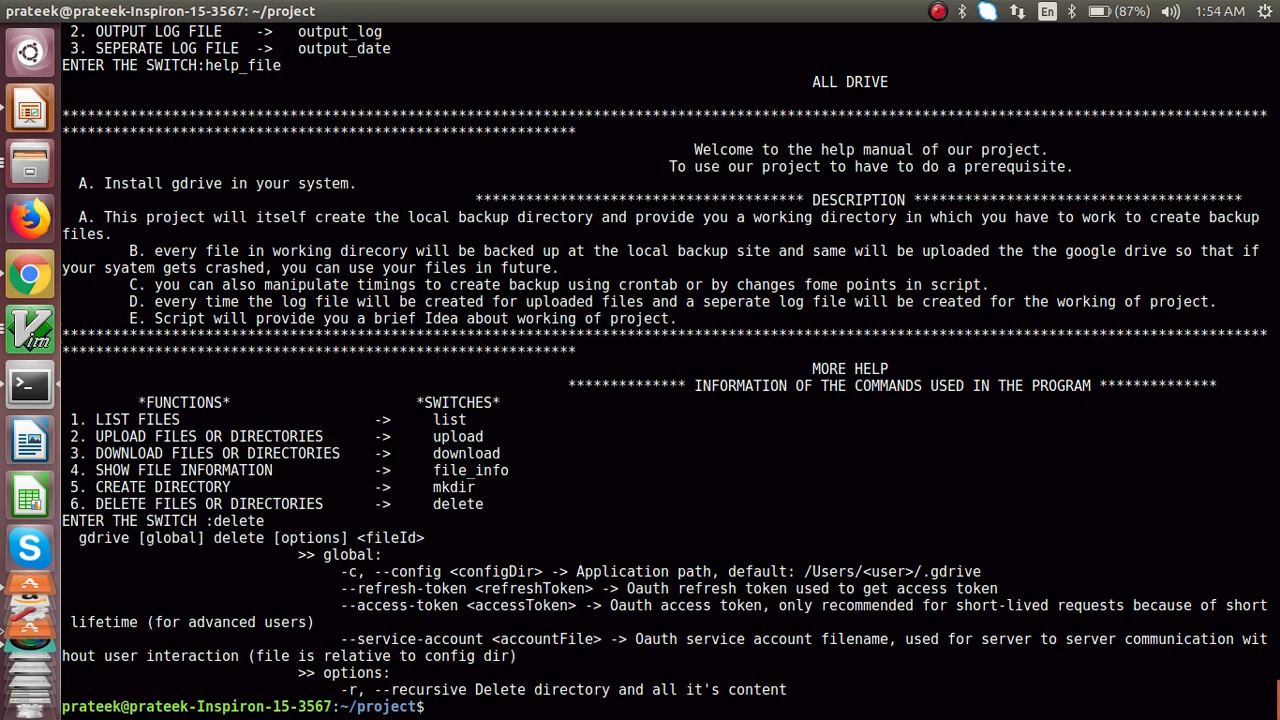 prateek@prateek-Inspiron-15-3567: ~/project
En
(87%)
1:54 AM
2. OUTPUT LOG FILE -> output_log
3. SEPERATE LOG FILE -> output_date
ENTER THE SWITCH:help_file
ALL DRIVE
************************************************************************************************************************************************
*************************************************************
Welcome to the help manual of our project.
To use our project to have to do a prerequisite.
A. Install gdrive in your system.
*************************************** DESCRIPTION ***************************************
A. This project will itself create the local backup directory and provide you a working directory in which you have to work to create backup
files.
B. every file in working direcory will be backed up at the local backup site and same will be uploaded the the google drive so that if
your syatem gets crashed, you can use your files in future.
C. you can also manipulate timings to create backup using crontab or by changes fome points in script.
D. every time the log file will be created for uploaded files and a seperate log file will be created for the working of project.
E. Script will provide you a brief Idea about working of project.
************************************************************************************************************************************************
*************************************************************
MORE HELP
************** INFORMATION OF THE COMMANDS USED IN THE PROGRAM **************
*FUNCTIONS* *SWITCHES*
1. LIST FILES -> list
2. UPLOAD FILES OR DIRECTORIES -> upload
3. DOWNLOAD FILES OR DIRECTORIES -> download
4. SHOW FILE INFORMATION -> file_info
5. CREATE DIRECTORY -> mkdir
6. DELETE FILES OR DIRECTORIES -> delete
ENTER THE SWITCH :delete
gdrive [global] delete [options] <fileId>
>> global:
-c, --config <configDir> -> Application path, default: /Users/<user>/.gdrive
--refresh-token <refreshToken> -> Oauth refresh token used to get access token
--access-token <accessToken> -> Oauth access token, only recommended for short-lived requests because of short
lifetime (for advanced users)
--service-account <accountFile> -> Oauth service account filename, used for server to server communication wit
hout user interaction (file is relative to config dir)
>> options:
-r, --recursive Delete directory and all it's content
prateek@prateek-Inspiron-15-3567:~/project$